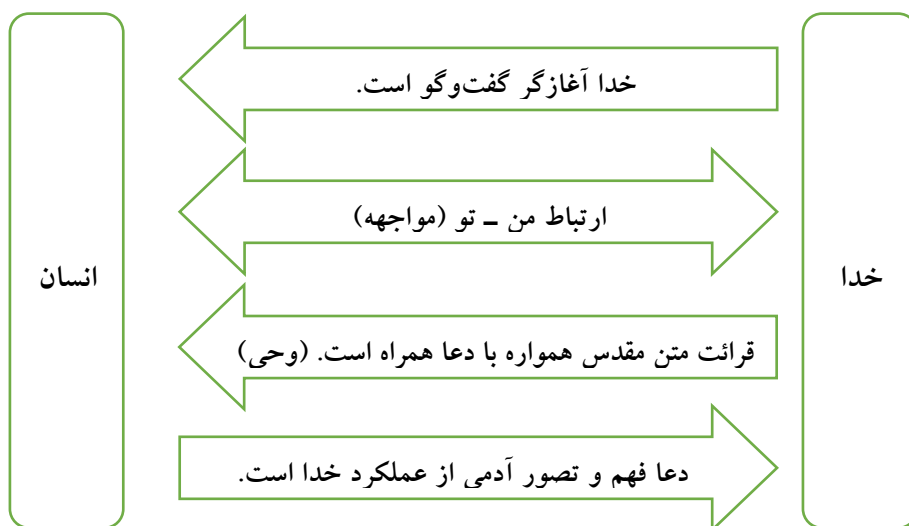 خدا آغازگر گفت‌وگو است.
ارتباط من ـ تو (مواجهه)
خدا
انسان
قرائت متن مقدس همواره با دعا همراه است. (وحی)
دعا فهم و تصور آدمی از عملکرد خدا است.